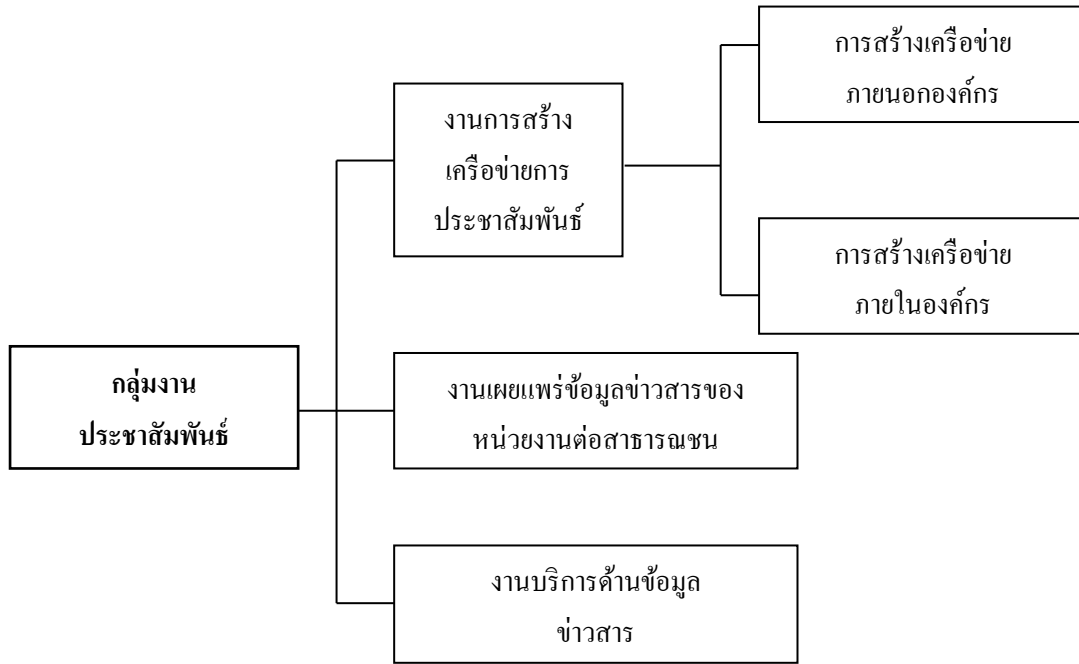 การสร้างเครือข่าย
ภายนอกองค์กร
งานการสร้าง
เครือข่ายการ
ประชาสัมพันธ์
การสร้างเครือข่าย
ภายในองค์กร
กลุ่มงาน
ประชาสัมพันธ์
งานเผยแพร่ข้อมูลข่าวสารของ
หน่วยงานต่อสาธารณชน
งานบริการด้านข้อมูล
ข่าวสาร